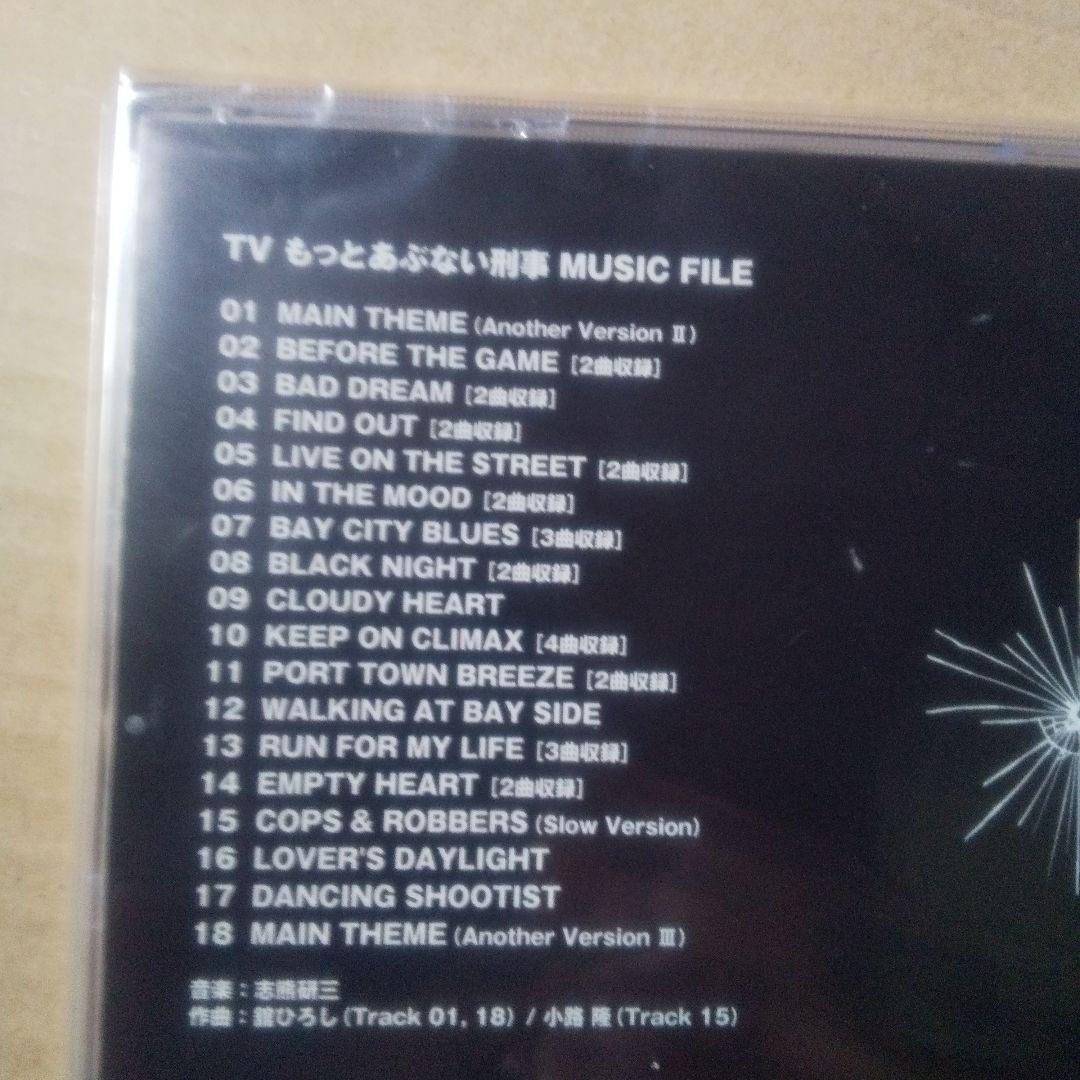 TV もっとあぶない刑事 MUSIC FILE
01 MAIN THEME (Another Version Ⅱ)
02 BEFORE THE GAME [2曲収録]
03 BAD DREAM [2曲収録]
04 FIND OUT [2曲収録]
05 LIVE ON THE STREET [2曲収録]
06 IN THE MOOD [2曲収録]
07 BAY CITY BLUES [3曲収録]
08 BLACK NIGHT [2曲収録]
09 CLOUDY HEART
10 KEEP ON CLIMAX [4曲収録]
11 PORT TOWN BREEZE [2曲収録]
12 WALKING AT BAY SIDE
13 RUN FOR MY LIFE [3曲収録]
14 EMPTY HEART [2曲収録]
15 COPS & ROBBERS (Slow Version)
16 LOVER'S DAYLIGHT
17 DANCING SHOOTIST
18 MAIN THEME (Another Version Ⅲ)
音楽：志熊研三
作曲：舘ひろし (Track 01, 18) / 小路 隆 (Track 15)